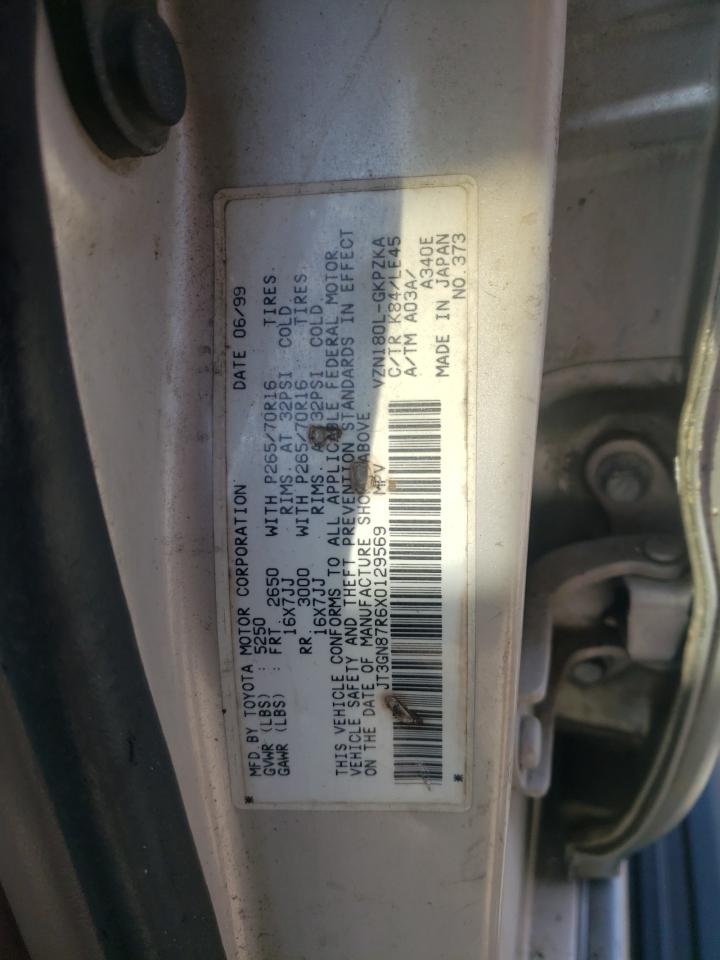 MFD BY TOYOTA MOTOR CORPORATION DATE 06/99
GVWR (LBS) : 5250
GAWR (LBS) : FRT. 2650 WITH P265/70R16 TIRES.
16X7JJ RIMS. AT 32PSI COLD
RR. 3000 WITH P265/70R16 TIRES.
16X7JJ RIMS. 32PSI COLD.
THIS VEHICLE CONFORMS TO ALL APPLICABLE FEDERAL MOTOR
VEHICLE SAFETY AND THEFT PREVENTION STANDARDS IN EFFECT
ON THE DATE OF MANUFACTURE SHOWN ABOVE.
JT3GN87R6X0129569 MPV VZN180L-GKPZKA
C/TR K84/LE45
A/TM A03A/
A340E
MADE IN JAPAN
NO.373
* *